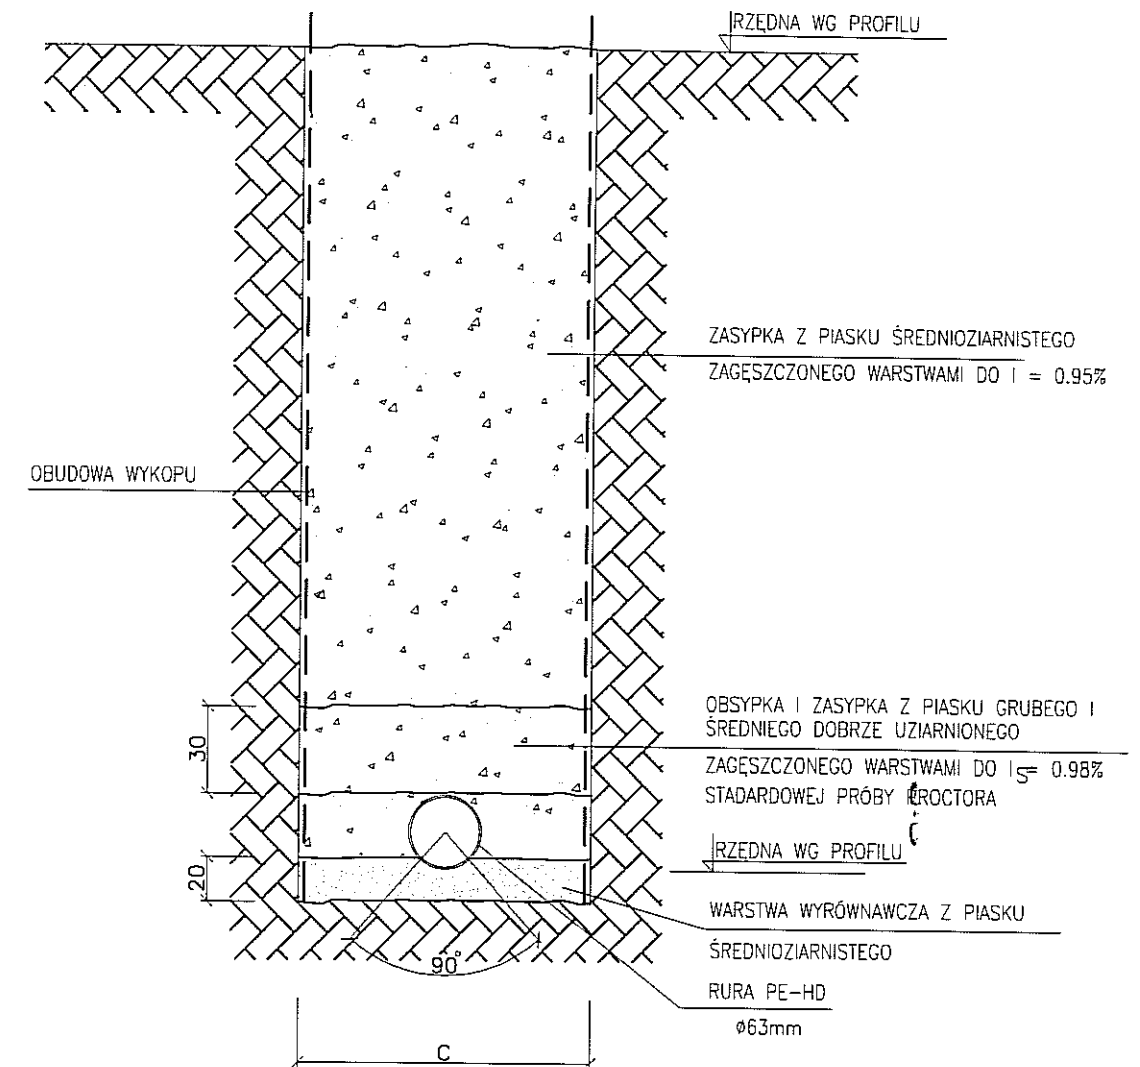 RZĘDNA WG PROFILU
ZASYPKA Z PIASKU ŚREDNIOZIARNISTEGO
ZAGĘSZCZONEGO WARSTWAMI DO I = 0.95%
OBUDOWA WYKOPU
OBSYPKA I ZASYPKA Z PIASKU GRUBEGO I
ŚREDNIEGO DOBRZE UZIARNIONEGO
30
ZAGĘSZCZONEGO WARSTWAMI DO IS= 0.98%
STADARDOWEJ PRÓBY PROCTORA
RZĘDNA WG PROFILU
20
WARSTWA WYRÓWNAWCZA Z PIASKU
ŚREDNIOZIARNISTEGO
90°
RURA PE-HD
ø63mm
C